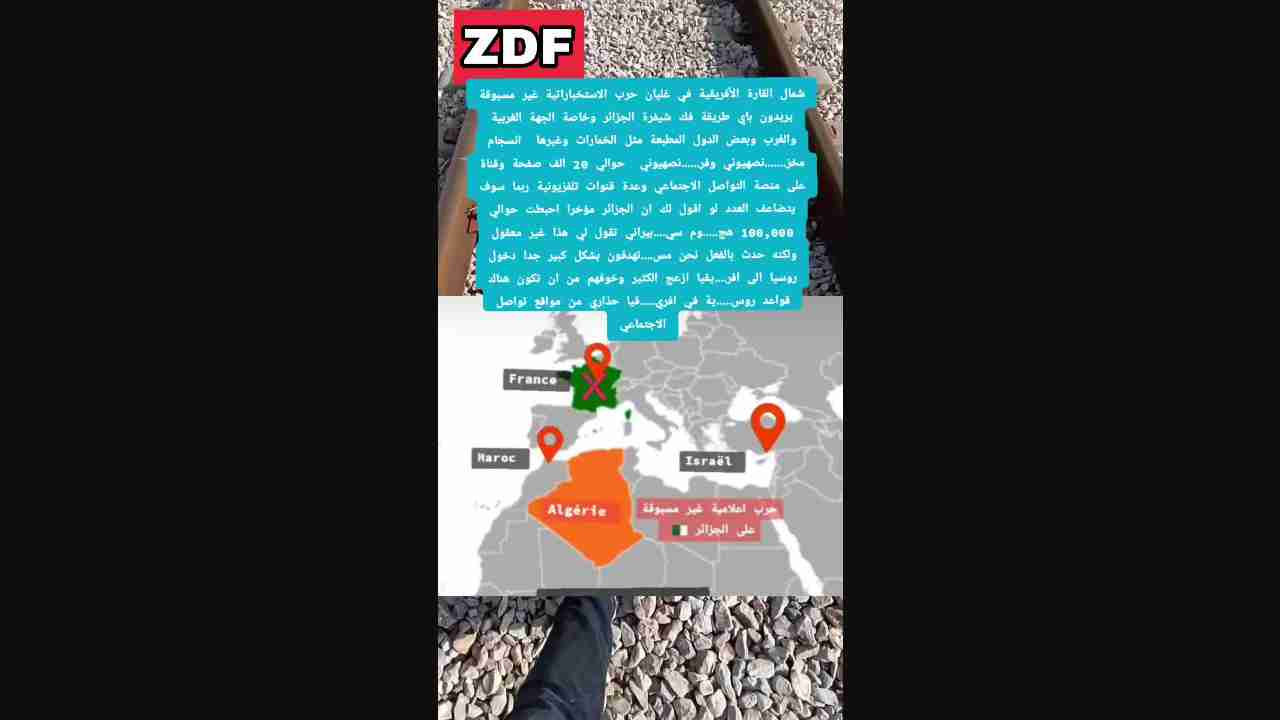 ZDF
شمال القارة الأفريقية في غليان حرب الاستخباراتية غير مسبوقة
يريدون بأي طريقة فك شيفرة الجزائر وخاصة الجهة الغربية
والغرب وبعض الدول المطبعة مثل الخمارات وغيرها انسجام
مخز.......نصهيوني وفر......نصهيوني حوالي 20 ألف صفحة وقناة
على منصة التواصل الاجتماعي وعدة قنوات تلفزيونية ربما سوف
يتضاعف العدد لو اقول لك ان الجزائر مؤخرا احبطت حوالي
100,000 هج.....وم سي....بيراني تقول لي هذا غير معقول
ولكنه حدث بالفعل نحن مس....تهدفون بشكل كبير جدا دخول
روسيا الى افر...يقيا ازعج الكثير وخوفهم من ان تكون هناك
قواعد روس.....ية في افري.....قيا حذاري من مواقع تواصل
الاجتماعي
France
Maroc
Israël
Algérie
حرب اعلامية غير مسبوقة
على الجزائر